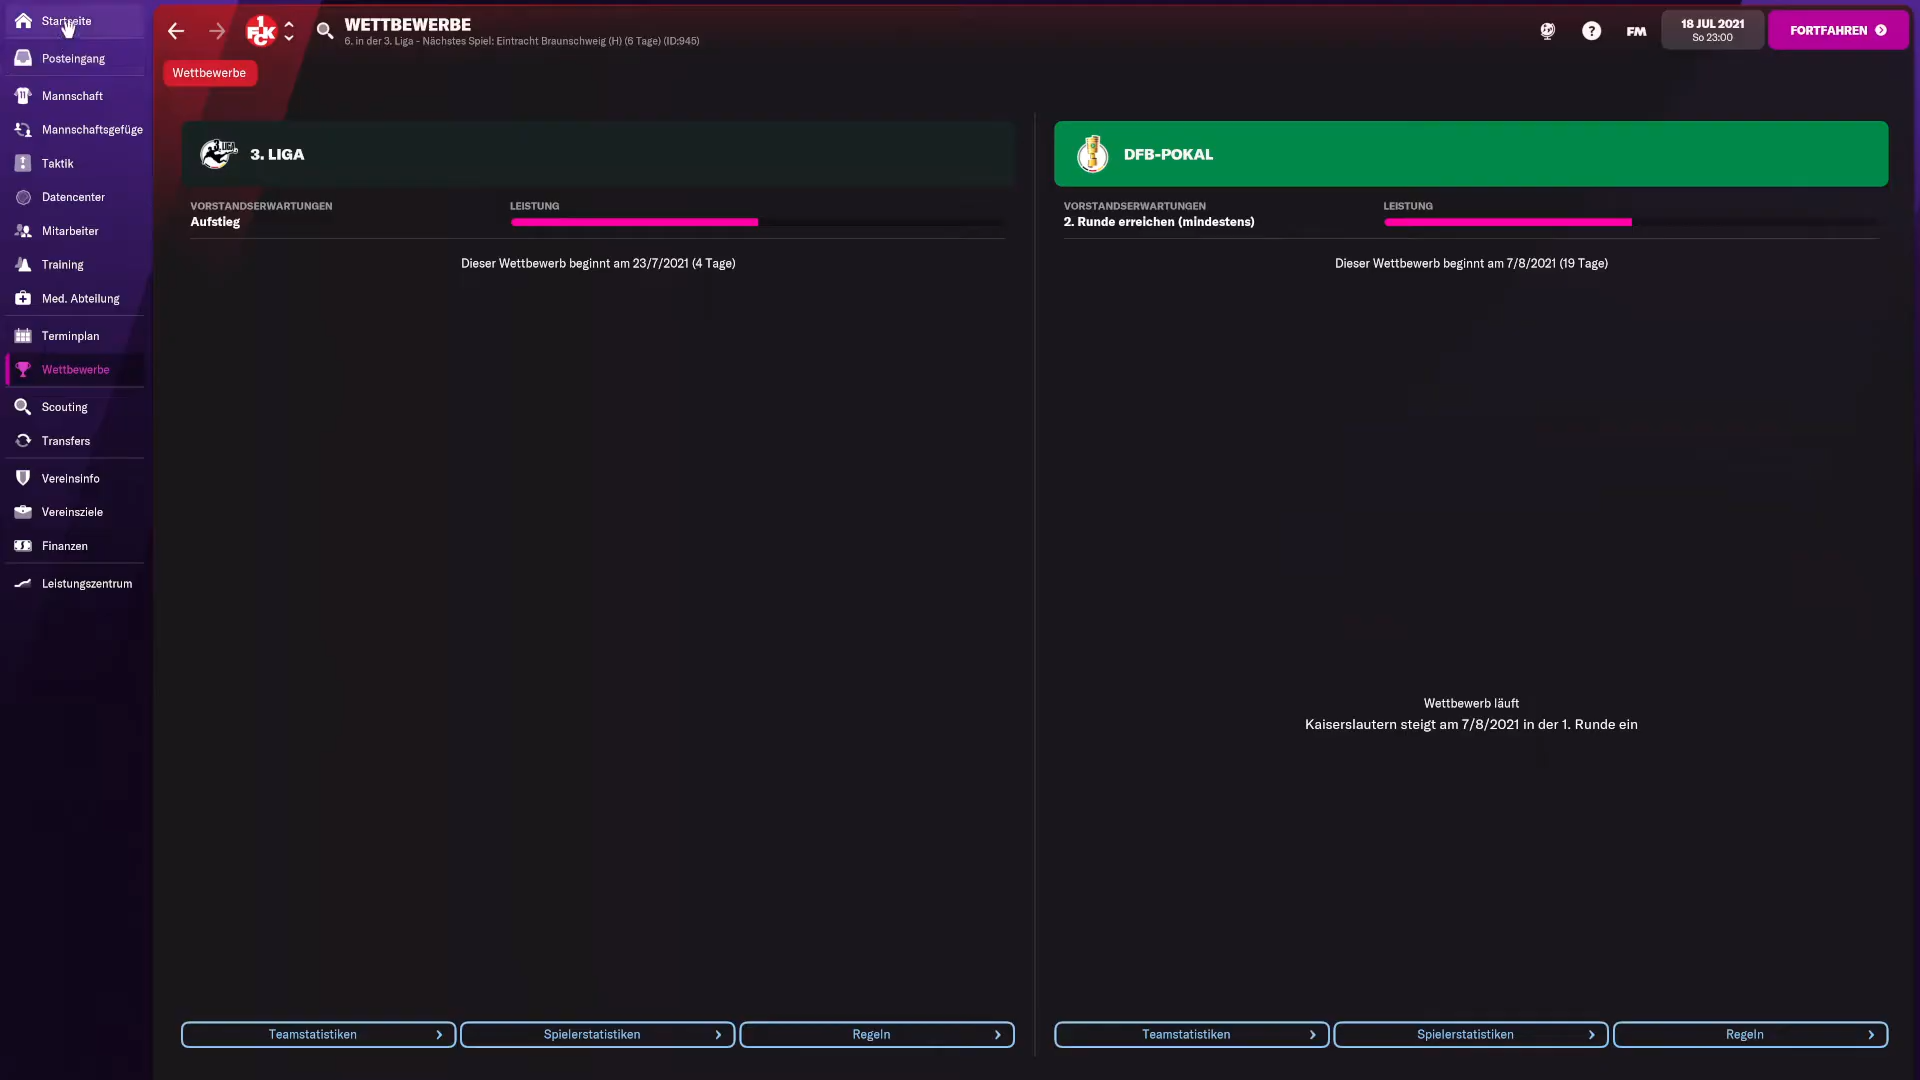 Startseite
Posteingang
Mannschaft
Mannschaftsgefüge
Taktik
Datencenter
Mitarbeiter
Training
Med. Abteilung
Terminplan
Wettbewerbe
Scouting
Transfers
Vereinsinfo
Vereinsziele
Finanzen
Leistungszentrum
1.
FCK
WETTBEWERBE
6. in der 3. Liga - Nächstes Spiel: Eintracht Braunschweig (H) (6 Tage) (ID:945)
FM
18 JUL 2021
So 23:00
FORTFAHREN
Wettbewerbe
3. LIGA
VORSTANDSERWARTUNGEN
Aufstieg
LEISTUNG
Dieser Wettbewerb beginnt am 23/7/2021 (4 Tage)
Teamstatistiken
Spielerstatistiken
Regeln
DFB-POKAL
VORSTANDSERWARTUNGEN
2. Runde erreichen (mindestens)
LEISTUNG
Dieser Wettbewerb beginnt am 7/8/2021 (19 Tage)
Wettbewerb läuft
Kaiserslautern steigt am 7/8/2021 in der 1. Runde ein
Teamstatistiken
Spielerstatistiken
Regeln